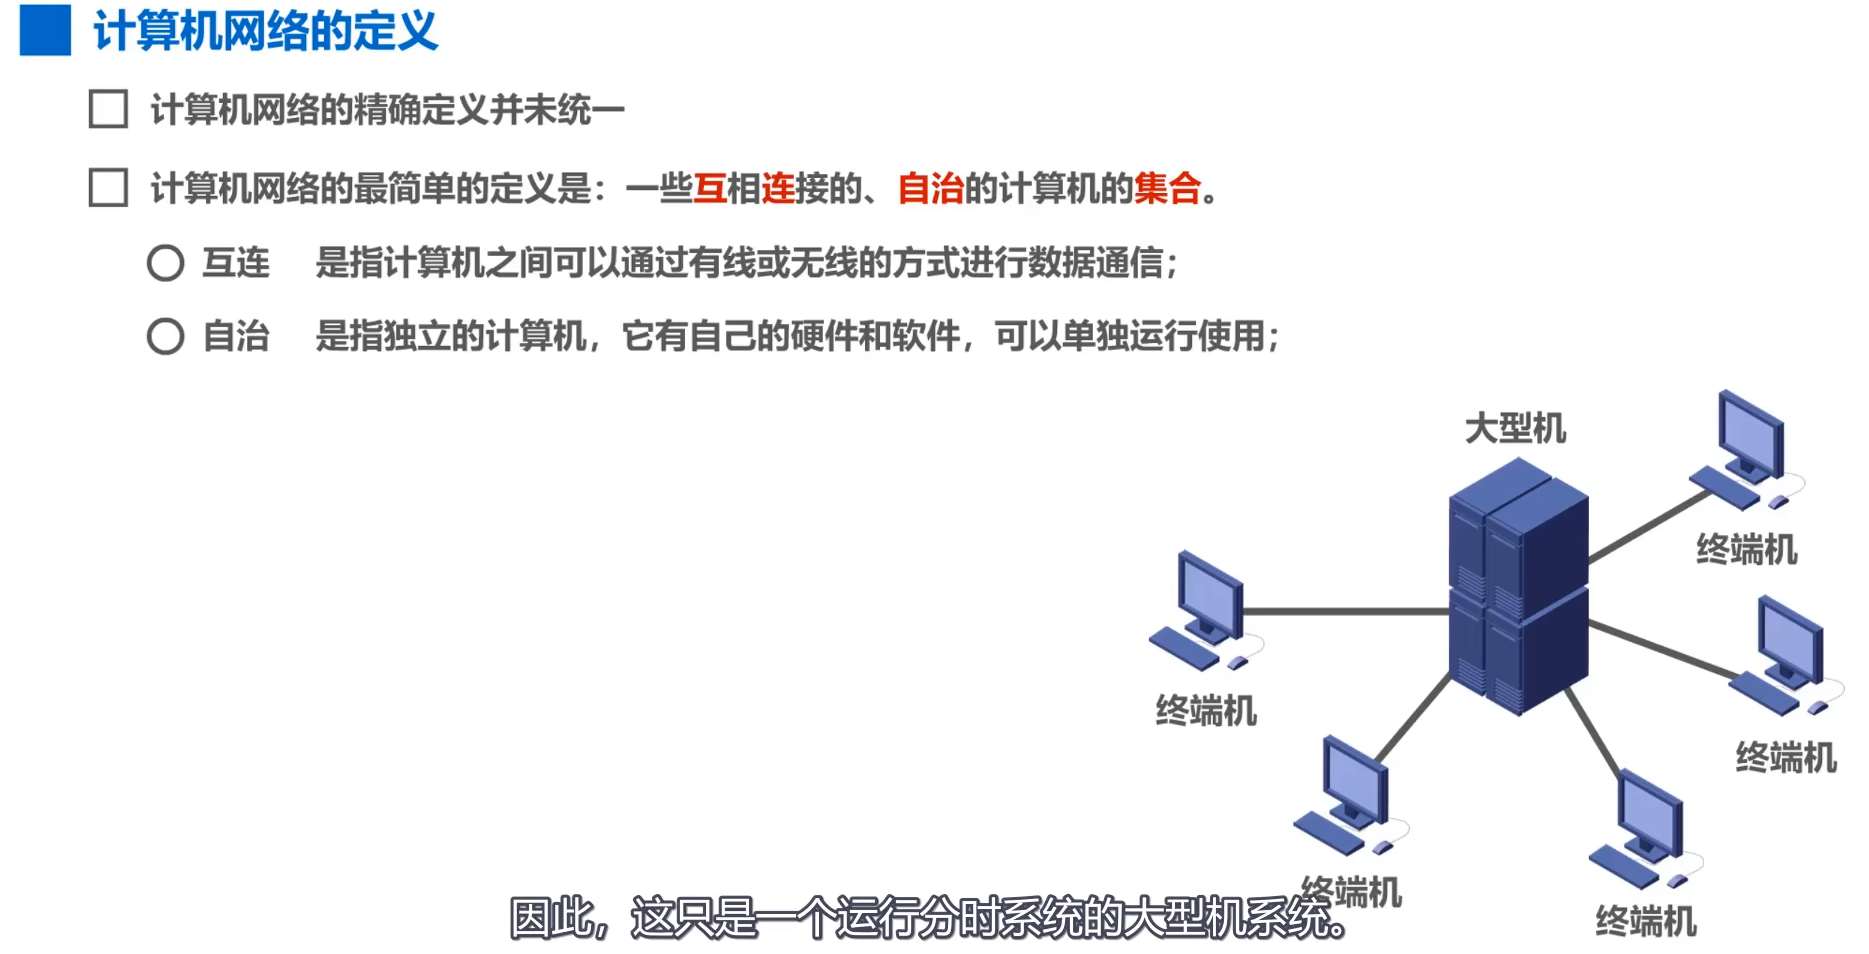 计算机网络的定义
计算机网络的精确定义并未统一
计算机网络的最简单的定义是：一些互相连接的、自治的计算机的集合。
互连 是指计算机之间可以通过有线或无线的方式进行数据通信；
自治 是指独立的计算机，它有自己的硬件和软件，可以单独运行使用；
大型机
终端机
终端机
终端机
终端机
终端机
因此，这只是一个运行分时系统的大型机系统。